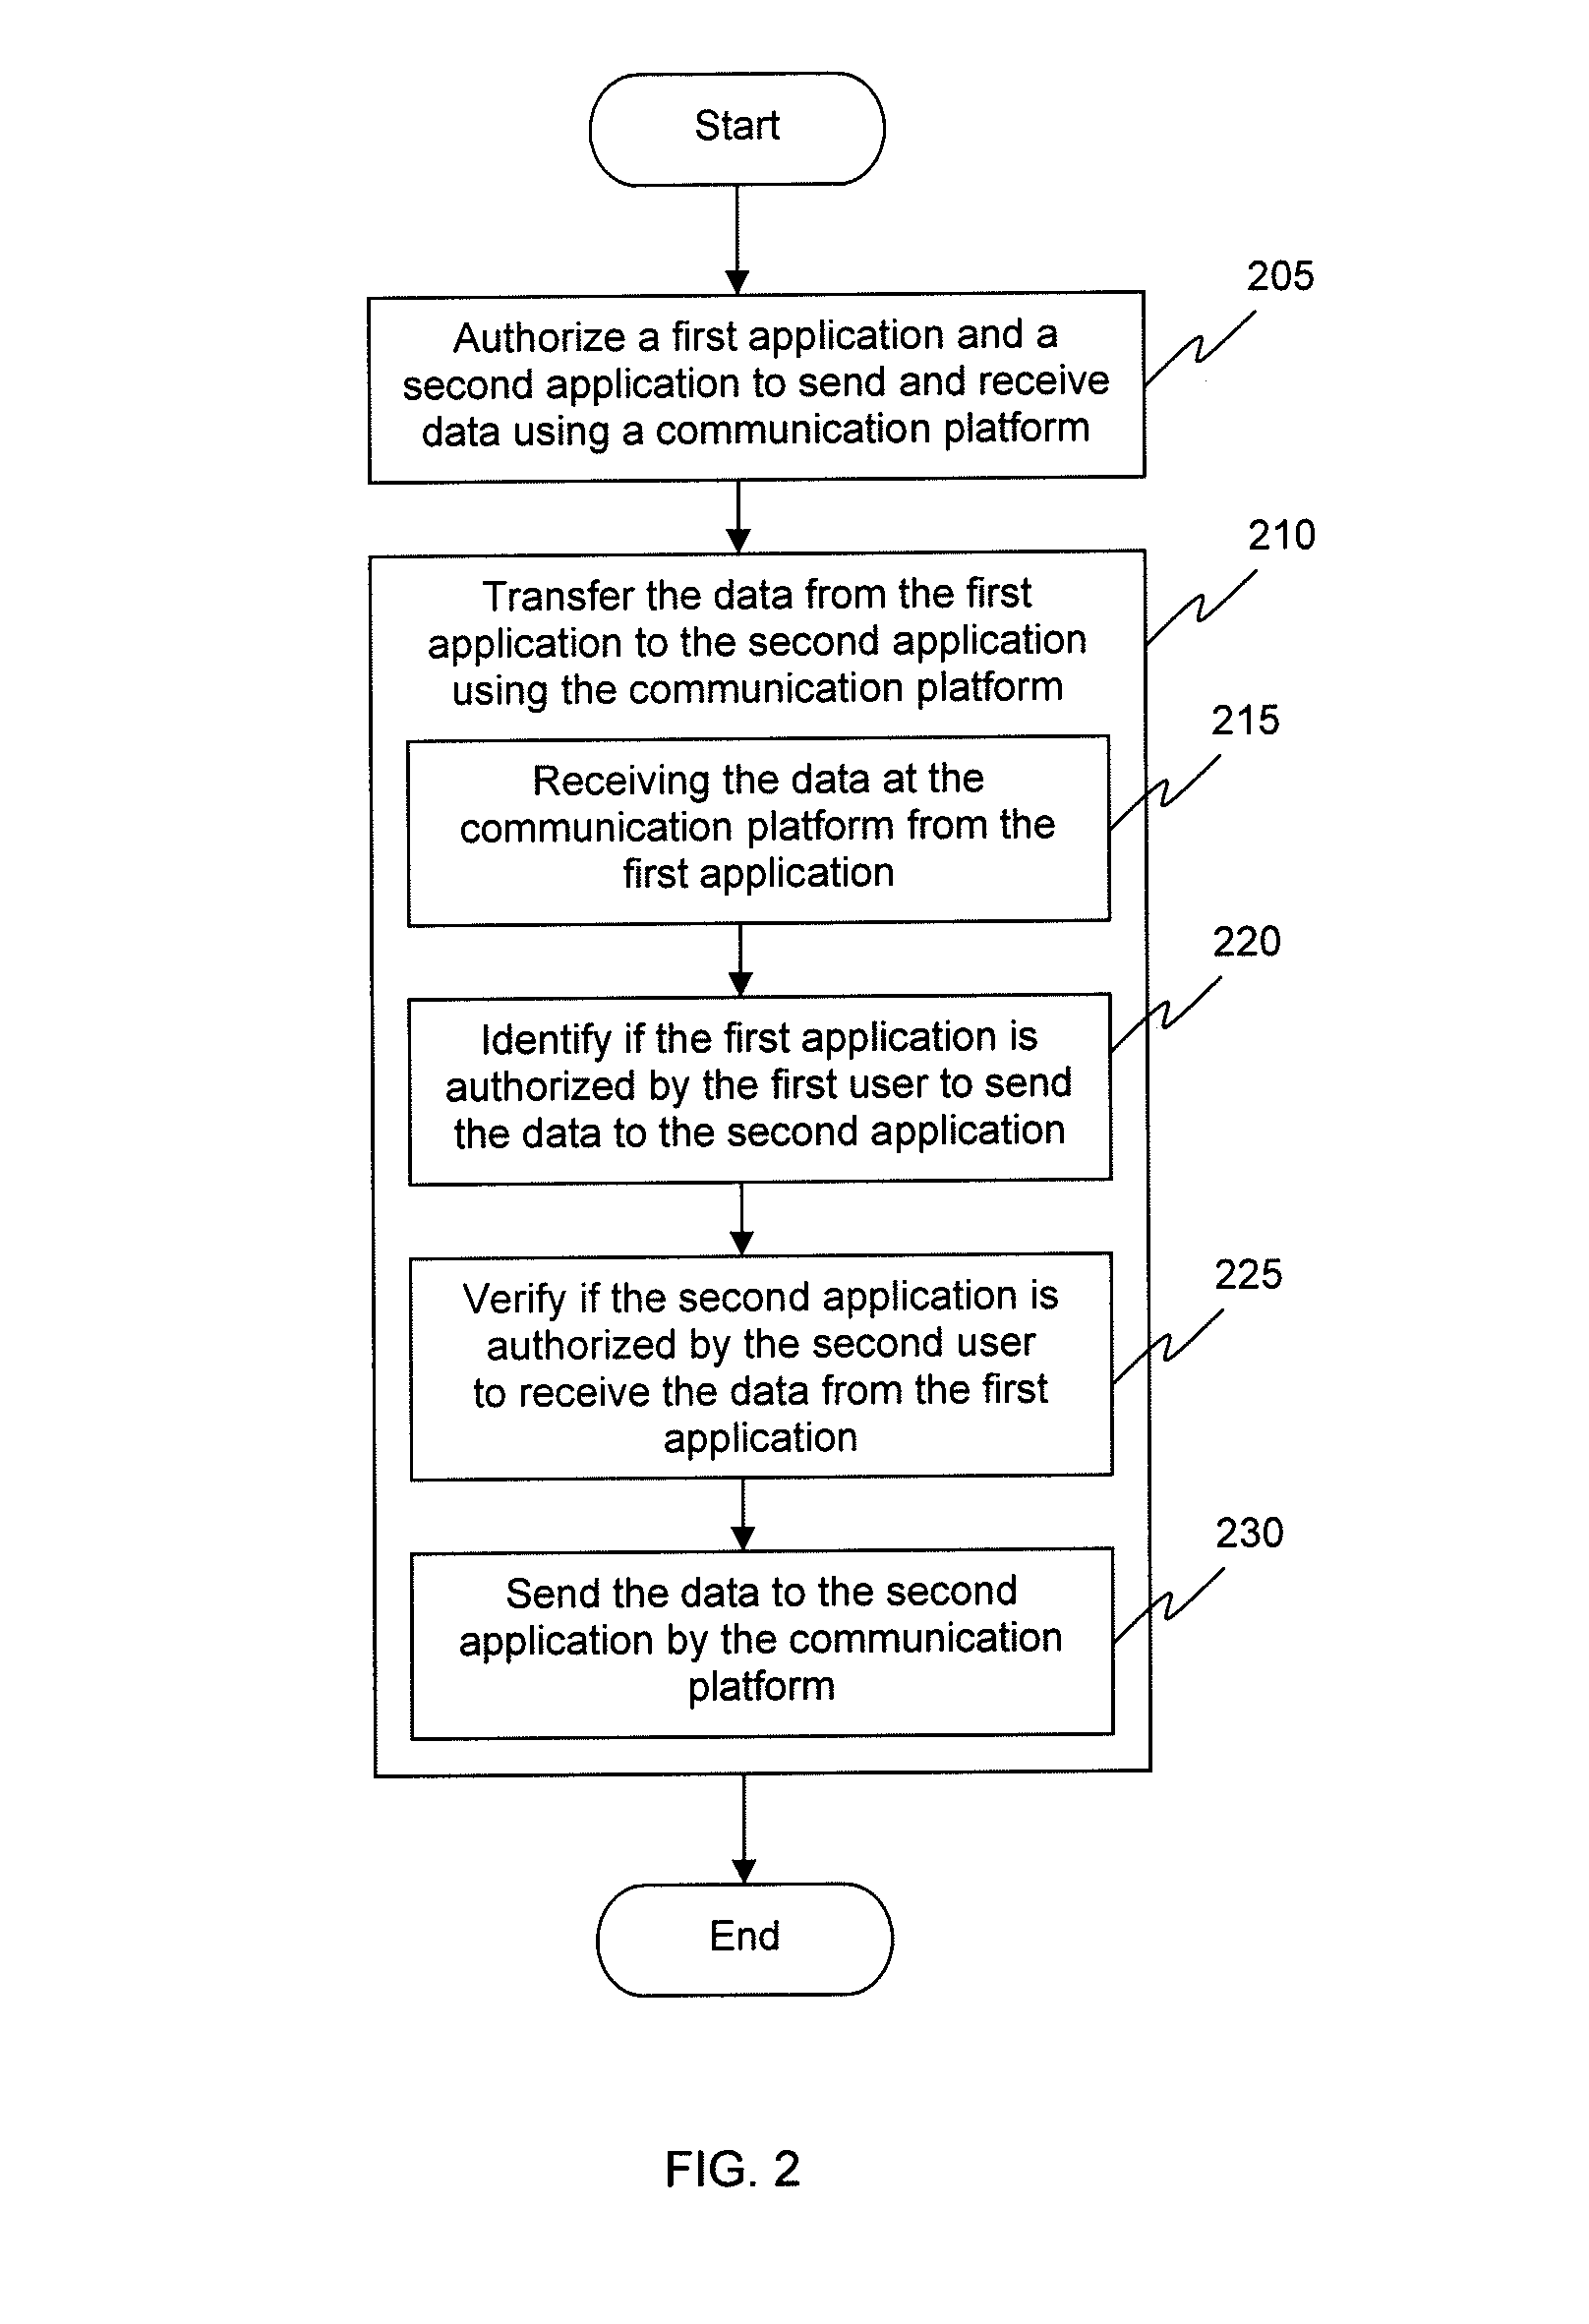 Start
205
Authorize a first application and a
second application to send and receive
data using a communication platform
210
Transfer the data from the first
application to the second application
using the communication platform
215
Receiving the data at the
communication platform from the
first application
220
Identify if the first application is
authorized by the first user to send
the data to the second application
225
Verify if the second application is
authorized by the second user
to receive the data from the first
application
230
Send the data to the second
application by the communication
platform
End
FIG. 2